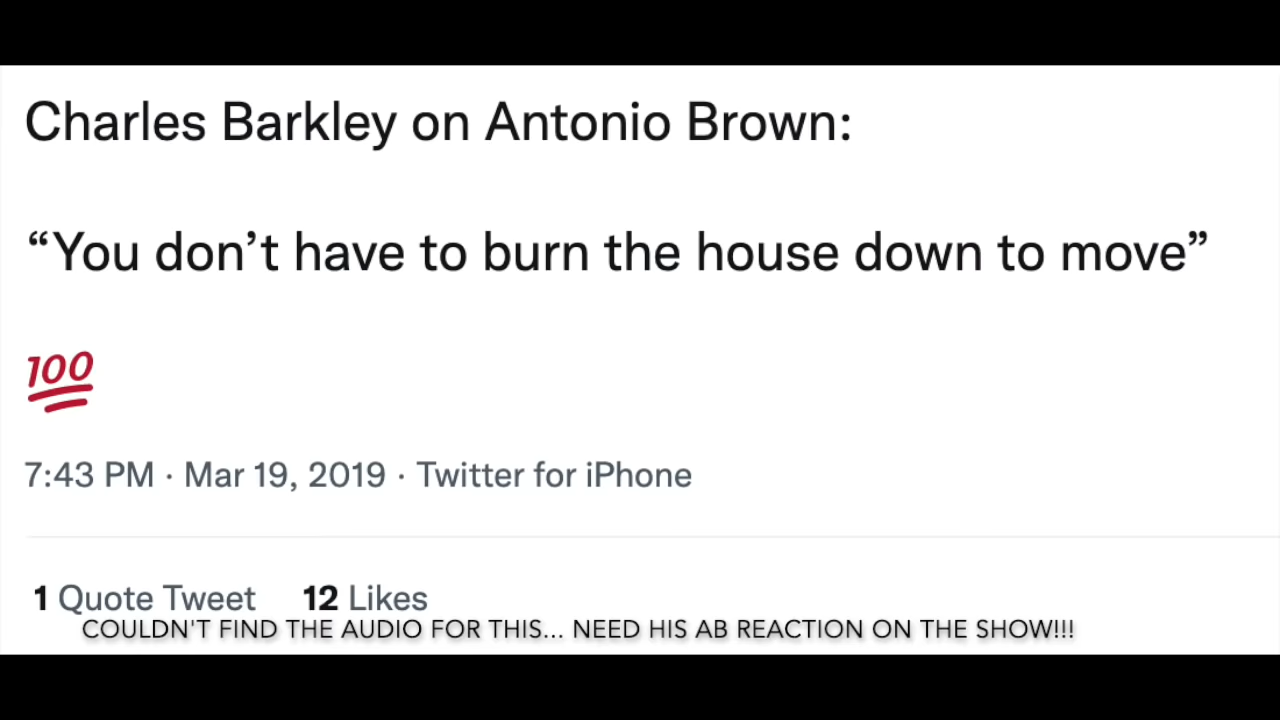 Charles Barkley on Antonio Brown:
“You don’t have to burn the house down to move”
💯
7:43 PM · Mar 19, 2019 · Twitter for iPhone
1 Quote Tweet 12 Likes
COULDN'T FIND THE AUDIO FOR THIS... NEED HIS AB REACTION ON THE SHOW!!!